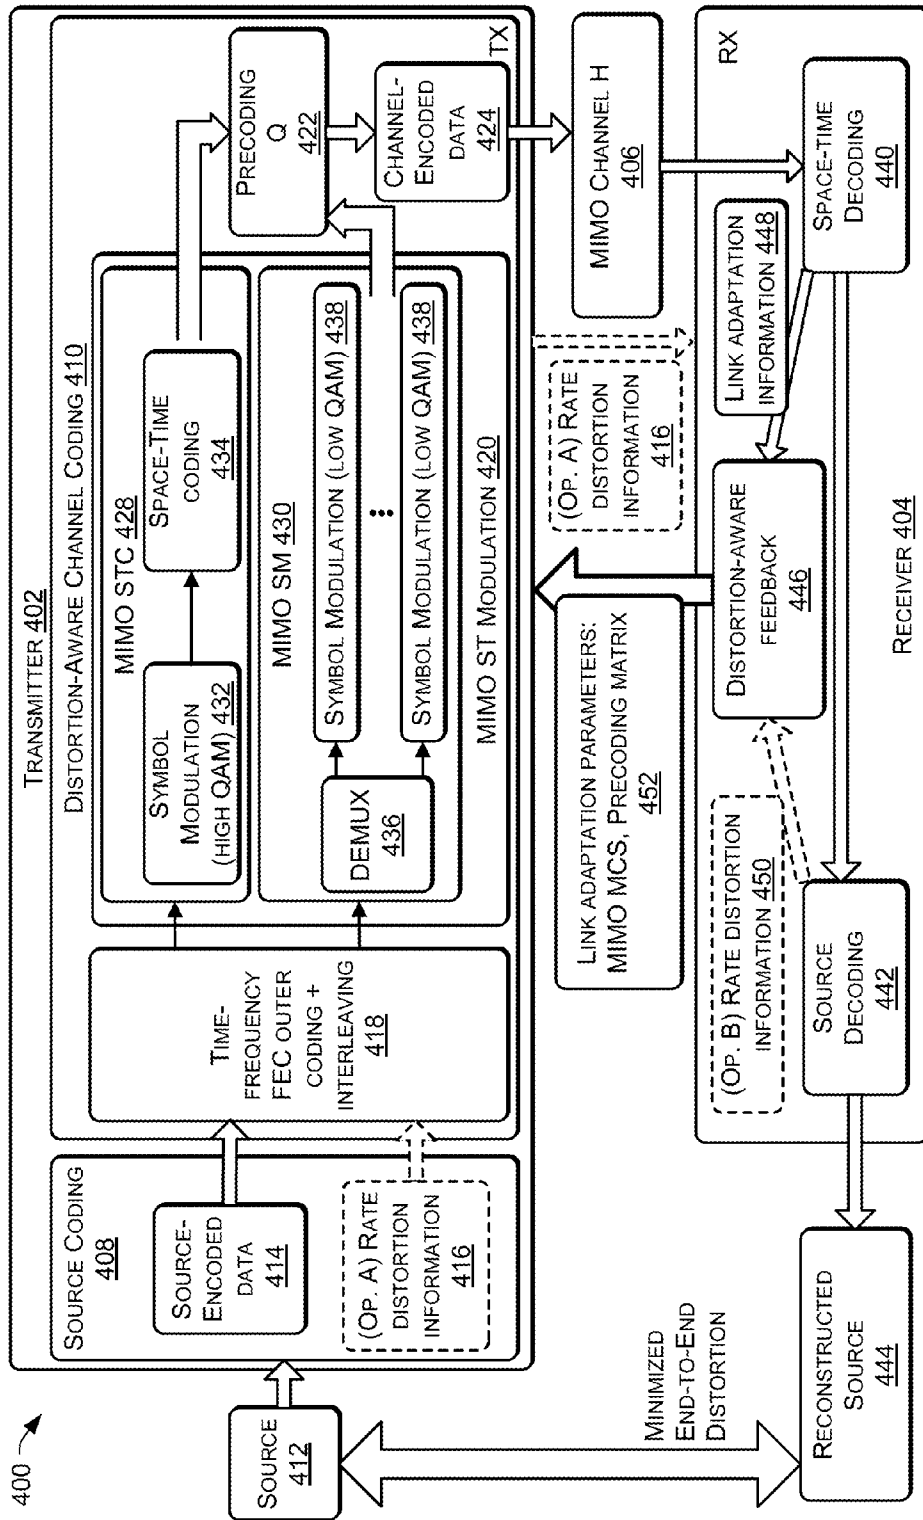 400
TRANSMITTER 402
SOURCE CODING
408
SOURCE-
ENCODED
DATA
414
(OP. A) RATE
DISTORTION
INFORMATION
416
SOURCE
412
DISTORTION-AWARE CHANNEL CODING 410
TIME-
FREQUENCY
FEC OUTER
CODING +
INTERLEAVING
418
MIMO STC 428
SYMBOL
MODULATION
(HIGH QAM) 432
SPACE-TIME
CODING
434
MIMO SM 430
DEMUX
436
SYMBOL MODULATION (LOW QAM) 438
SYMBOL MODULATION (LOW QAM) 438
MIMO ST MODULATION 420
PRECODING
Q
422
CHANNEL-
ENCODED
DATA
424
TX
MIMO CHANNEL H
406
(OP. A) RATE
DISTORTION
INFORMATION
416
LINK ADAPTATION PARAMETERS:
MIMO MCS, PRECODING MATRIX
452
MINIMIZED
END-TO-END
DISTORTION
RX
LINK ADAPTATION
INFORMATION 448
SPACE-TIME
DECODING
440
DISTORTION-AWARE
FEEDBACK
446
(OP. B) RATE DISTORTION
INFORMATION 450
SOURCE
DECODING
442
RECONSTRUCTED
SOURCE
444
RECEIVER 404